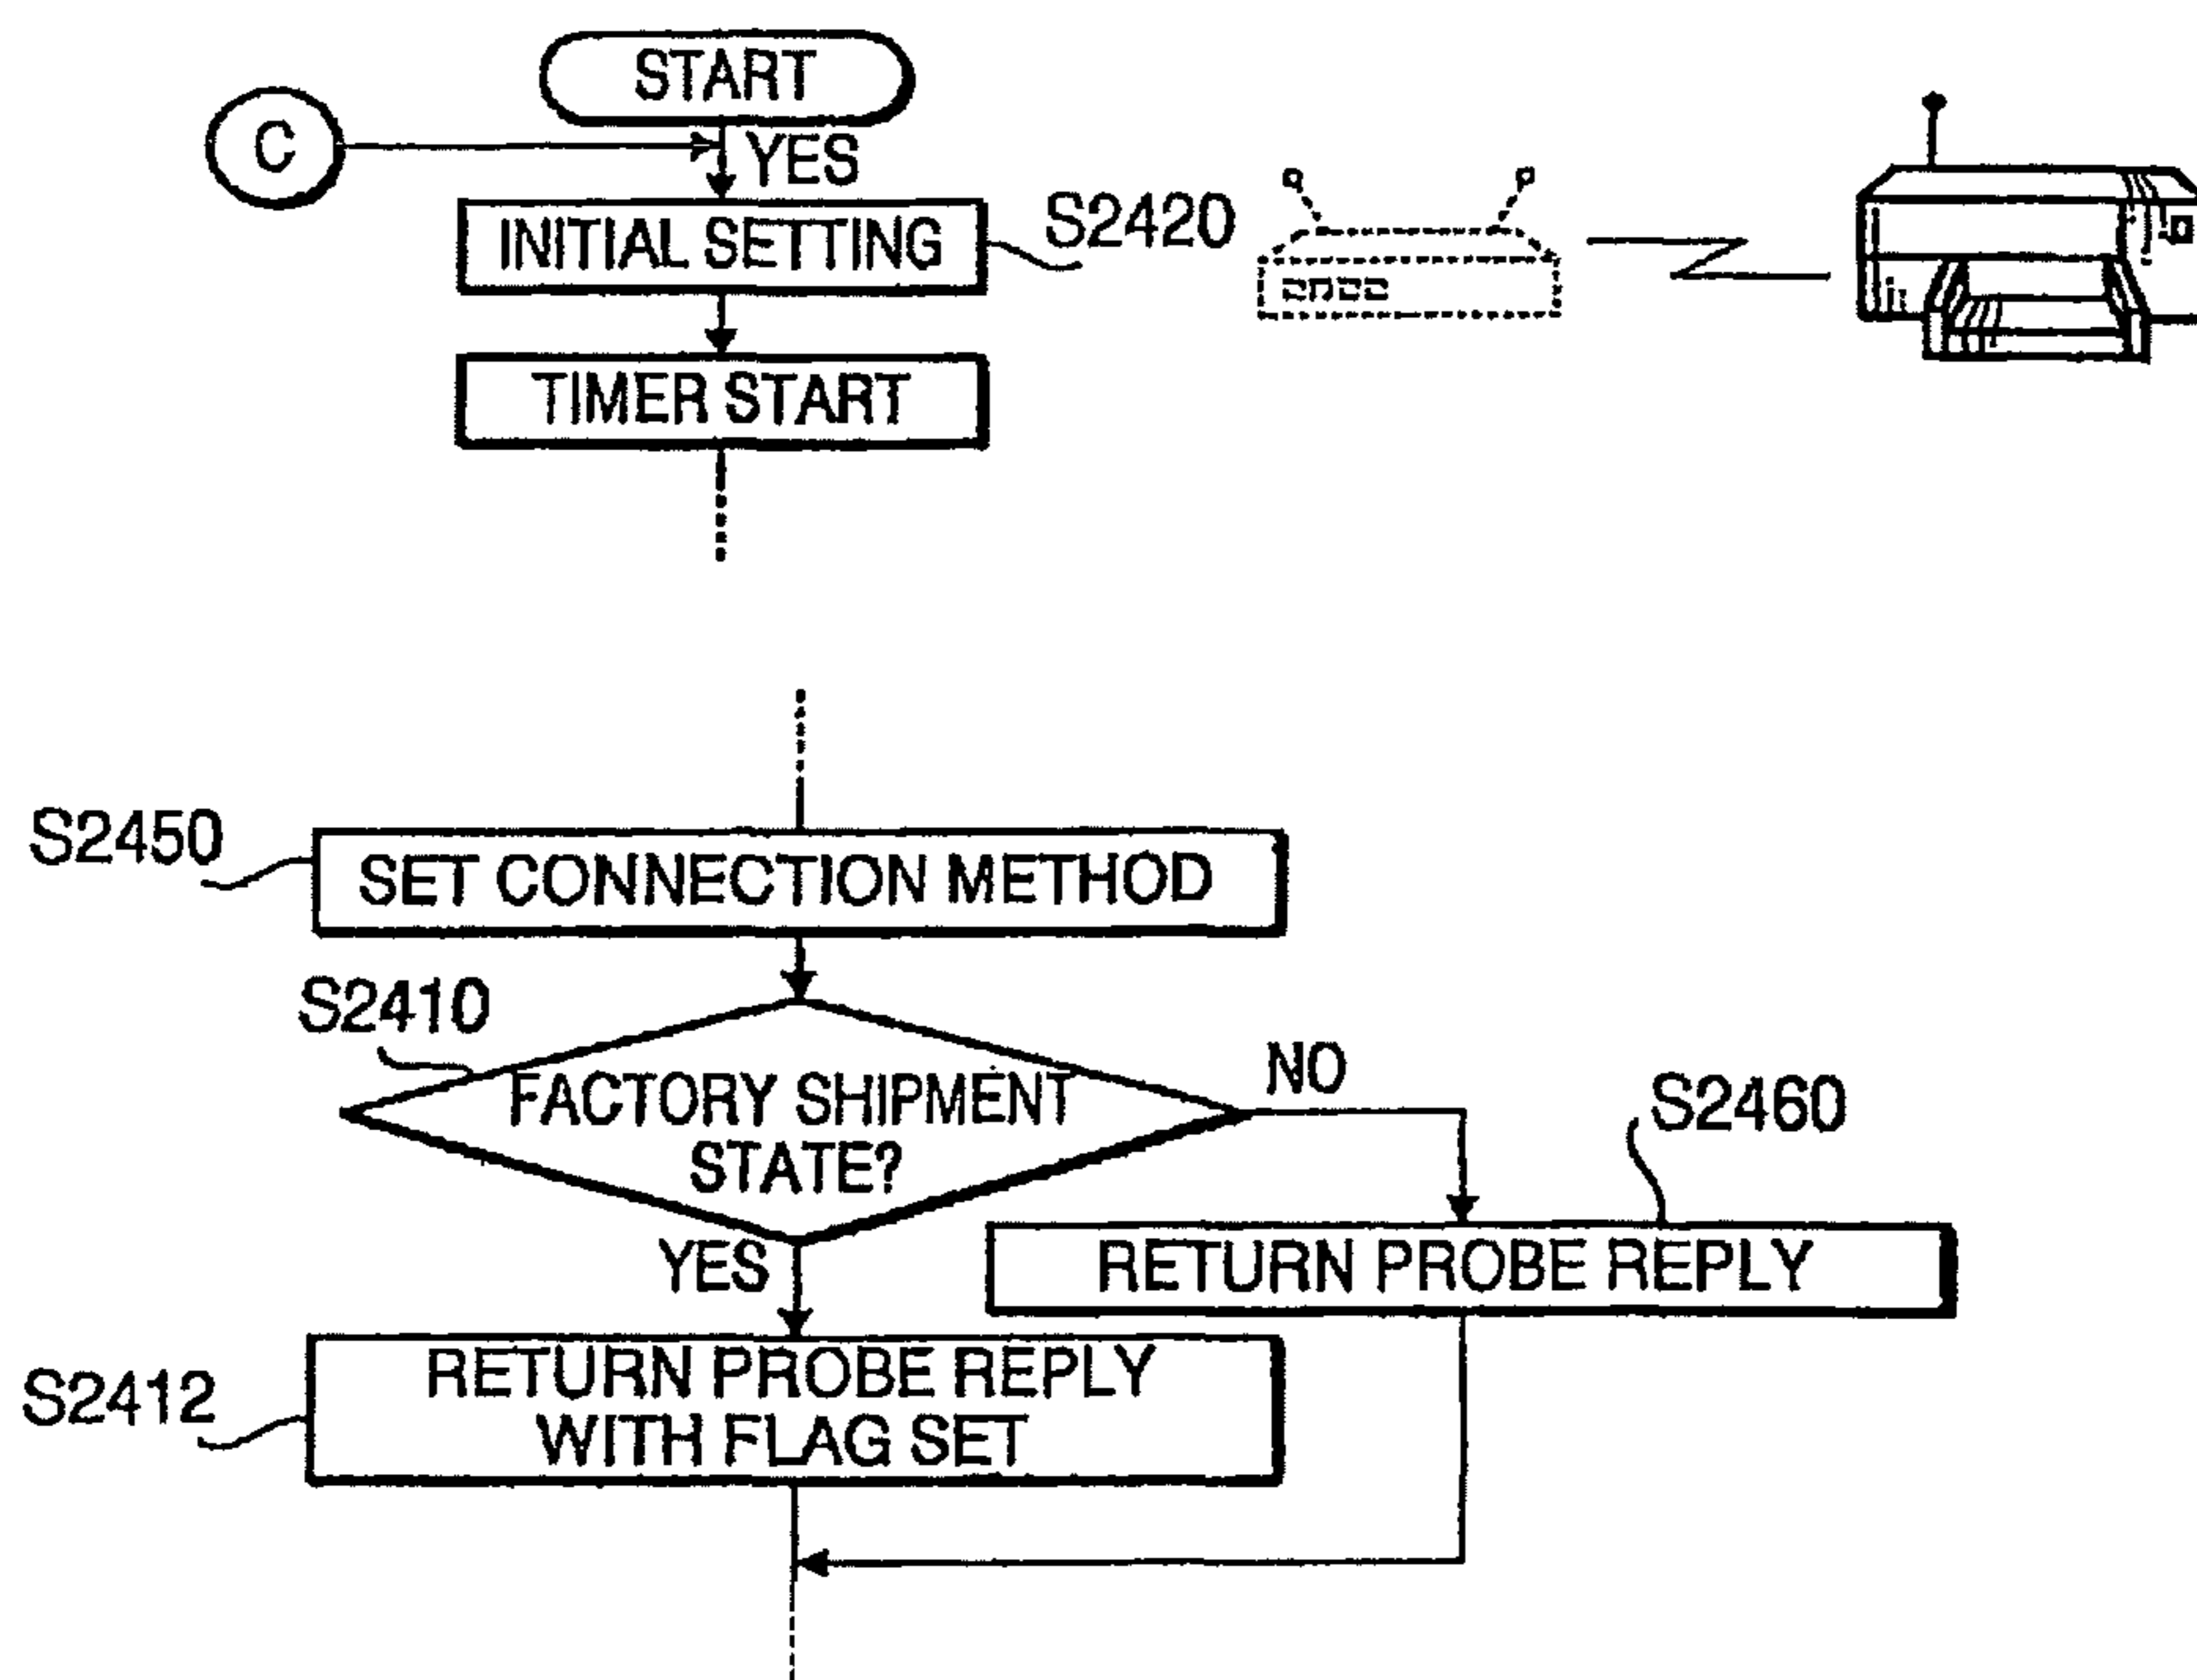 START
C
YES
INITIAL SETTING
S2420
TIMER START
S2450
SET CONNECTION METHOD
S2410
FACTORY SHIPMENT
STATE?
NO
S2460
YES
RETURN PROBE REPLY
S2412
RETURN PROBE REPLY
WITH FLAG SET